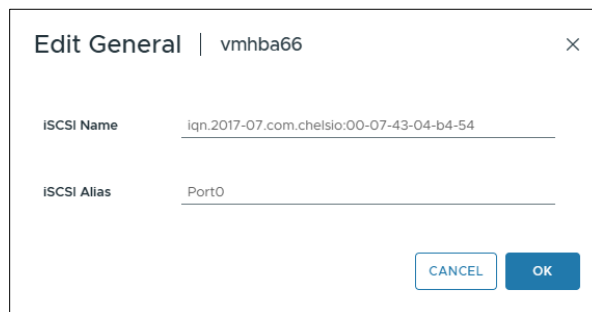 Edit General | vmhba66
iSCSI Name iqn.2017-07.com.chelsio:00-07-43-04-b4-54
iSCSI Alias Port0
CANCEL OK